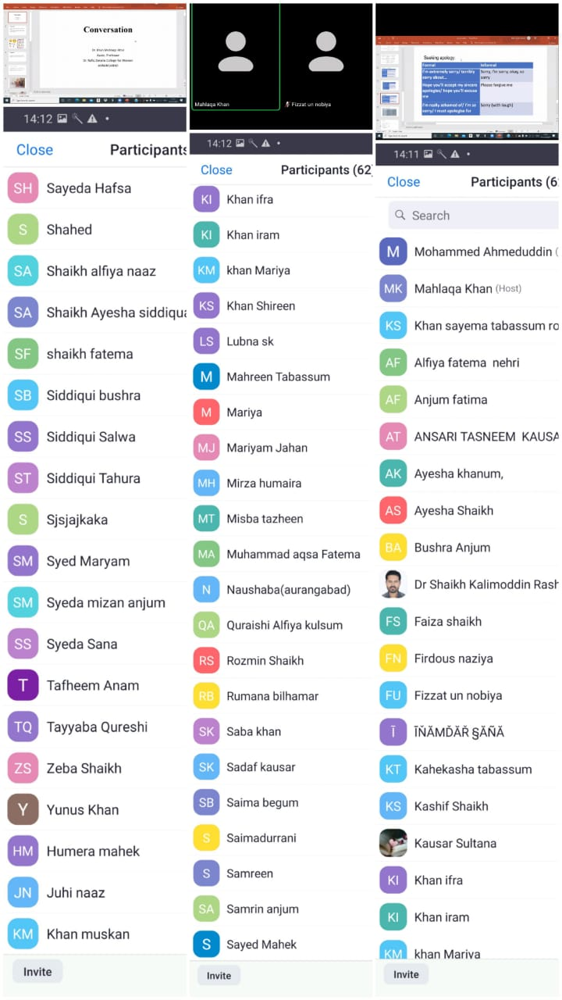 Conversation
Dr. Khan Mahlaqa Afroz
Assist. Professor
Dr. Rafiq Zakaria College for Women
AURANGABAD
14:12
Close
Participants
SH Sayeda Hafsa
S Shahed
SA Shaikh alfiya naaz
SA Shaikh Ayesha siddiqua
SF shaikh fatema
SB Siddiqui bushra
SS Siddiqui Salwa
ST Siddiqui Tahura
S Sjsjajkaka
SM Syed Maryam
SM Syeda mizan anjum
SS Syeda Sana
T Tafheem Anam
TQ Tayyaba Qureshi
ZS Zeba Shaikh
Y Yunus Khan
HM Humera mahek
JN Juhi naaz
KM Khan muskan
Invite
Mahlaqa Khan
Fizzat un nobiya
14:12
Close
Participants (62
KI Khan ifra
KI Khan iram
KM khan Mariya
KS Khan Shireen
LS Lubna sk
M Mahreen Tabassum
M Mariya
MJ Mariyam Jahan
MH Mirza humaira
MT Misba tazheen
MA Muhammad aqsa Fatema
N Naushaba(aurangabad)
QA Quraishi Alfiya kulsum
RS Rozmin Shaikh
RB Rumana bilhamar
SK Saba khan
SK Sadaf kausar
SB Saima begum
S Saimadurrani
S Samreen
SA Samrin anjum
S Sayed Mahek
Invite
Seeking apology:
Formal Informal
I'm extremely sorry/ terribly sorry about... Sorry, I'm sorry, okay, so sorry
Hope you'll accept my sincere apologies/ hope you'll excuse me Please forgive me
I'm really ashamed of/ I'm so sorry/ I must apologise for Sorry (with laugh)
14:11
Close
Participants (6
Search
M Mohammed Ahmeduddin (
MK Mahlaqa Khan (Host)
KS Khan sayema tabassum ro
AF Alfiya fatema nehri
AF Anjum fatima
AT ANSARI TASNEEM KAUSA
AK Ayesha khanum,
AS Ayesha Shaikh
BA Bushra Anjum
Dr Shaikh Kalimoddin Rash
FS Faiza shaikh
FN Firdous naziya
FU Fizzat un nobiya
Ī ĪŇĂMĎĂŘ §ĂÑĂ
KT Kahekasha tabassum
KS Kashif Shaikh
Kausar Sultana
KI Khan ifra
KI Khan iram
KM khan Mariya
Invite